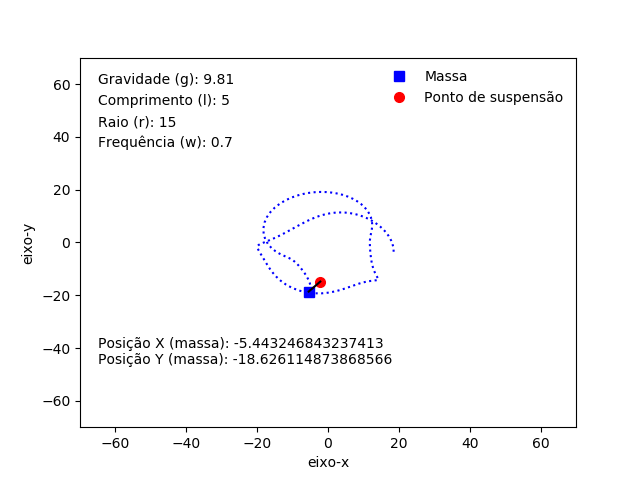 Gravidade (g): 9.81
Comprimento (l): 5
Raio (r): 15
Frequência (w): 0.7
Massa
Ponto de suspensão
60
40
20
0
−20
−40
−60
eixo-y
Posição X (massa): -5.443246843237413
Posição Y (massa): -18.626114873868566
−60 −40 −20 0 20 40 60
eixo-x